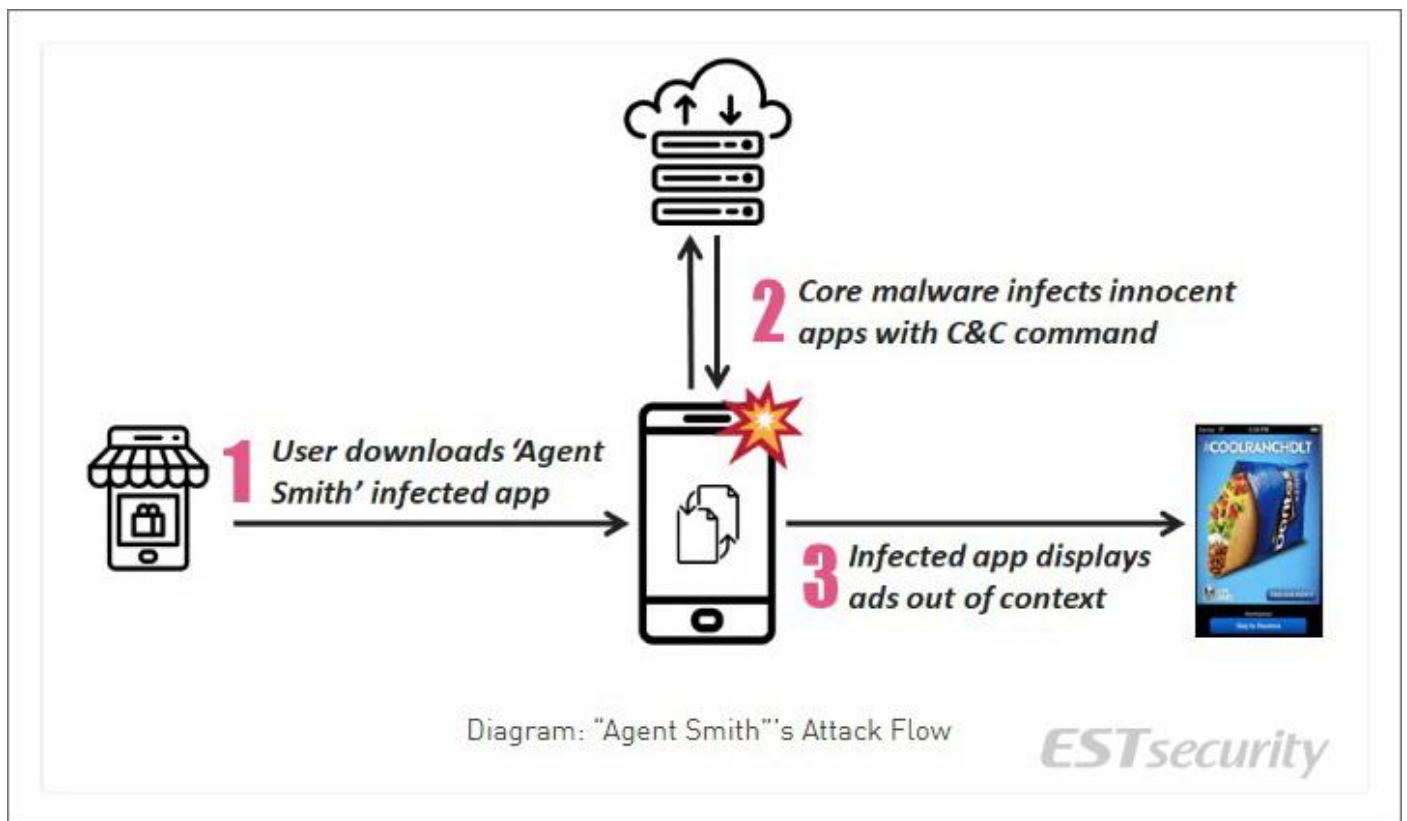 1 User downloads ‘Agent
Smith’ infected app
2 Core malware infects innocent
apps with C&C command
3 Infected app displays
ads out of context
#COOLRANCHDLT
Doritos
Diagram: “Agent Smith”’s Attack Flow
ESTsecurity